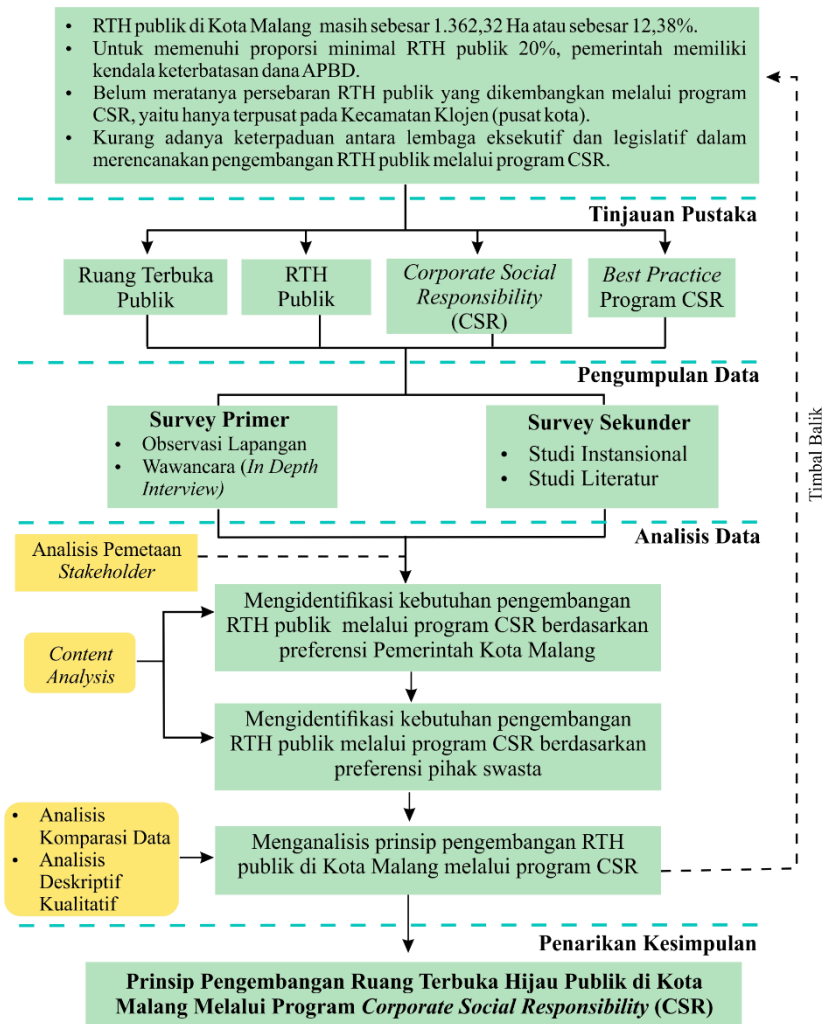 • RTH publik di Kota Malang masih sebesar 1.362,32 Ha atau sebesar 12,38%.
• Untuk memenuhi proporsi minimal RTH publik 20%, pemerintah memiliki
kendala keterbatasan dana APBD.
• Belum meratanya persebaran RTH publik yang dikembangkan melalui program
CSR, yaitu hanya terpusat pada Kecamatan Klojen (pusat kota).
• Kurang adanya keterpaduan antara lembaga eksekutif dan legislatif dalam
merencanakan pengembangan RTH publik melalui program CSR.
Tinjauan Pustaka
Ruang Terbuka
Publik
RTH
Publik
Corporate Social
Responsibility
(CSR)
Best Practice
Program CSR
Pengumpulan Data
Survey Primer
• Observasi Lapangan
• Wawancara (In Depth
Interview)
Survey Sekunder
• Studi Instansional
• Studi Literatur
Timbal Balik
Analisis Data
Analisis Pemetaan
Stakeholder
Mengidentifikasi kebutuhan pengembangan
RTH publik melalui program CSR berdasarkan
preferensi Pemerintah Kota Malang
Content
Analysis
Mengidentifikasi kebutuhan pengembangan
RTH publik melalui program CSR berdasarkan
preferensi pihak swasta
• Analisis
Komparasi Data
• Analisis
Deskriptif
Kualitatif
Menganalisis prinsip pengembangan RTH
publik di Kota Malang melalui program CSR
Penarikan Kesimpulan
Prinsip Pengembangan Ruang Terbuka Hijau Publik di Kota
Malang Melalui Program Corporate Social Responsibility (CSR)